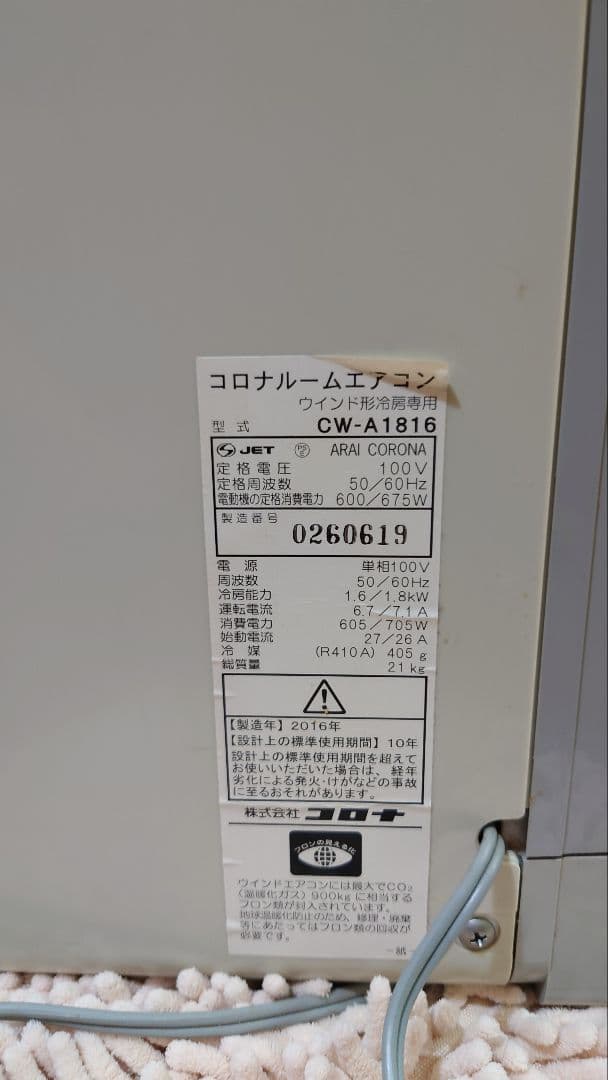 コロナルームエアコン
ウインド形冷房専用
型式 CW-A1816
JET PS E ARAI CORONA
定格電圧 100V
定格周波数 50/60Hz
電動機の定格消費電力 600/675W
製造番号
0260619
電源 単相100V
周波数 50/60Hz
冷房能力 1.6/1.8kW
運転電流 6.7/7.1A
消費電力 605/705W
始動電流 27/26A
冷媒 (R410A) 405g
総質量 21kg
【製造年】2016年
【設計上の標準使用期間】10年
設計上の標準使用期間を超えて
お使いいただいた場合は、経年
劣化による発火・けがなどの事故
に至るおそれがあります。
株式会社 コロナ
フロンの見える化
ウインドエアコンには最大でCO₂
(温暖化ガス)900kgに相当する
フロン類が封入されています。
地球温暖化防止のため、修理・廃棄
等にあたってはフロン類の回収が
必要です。
一紙